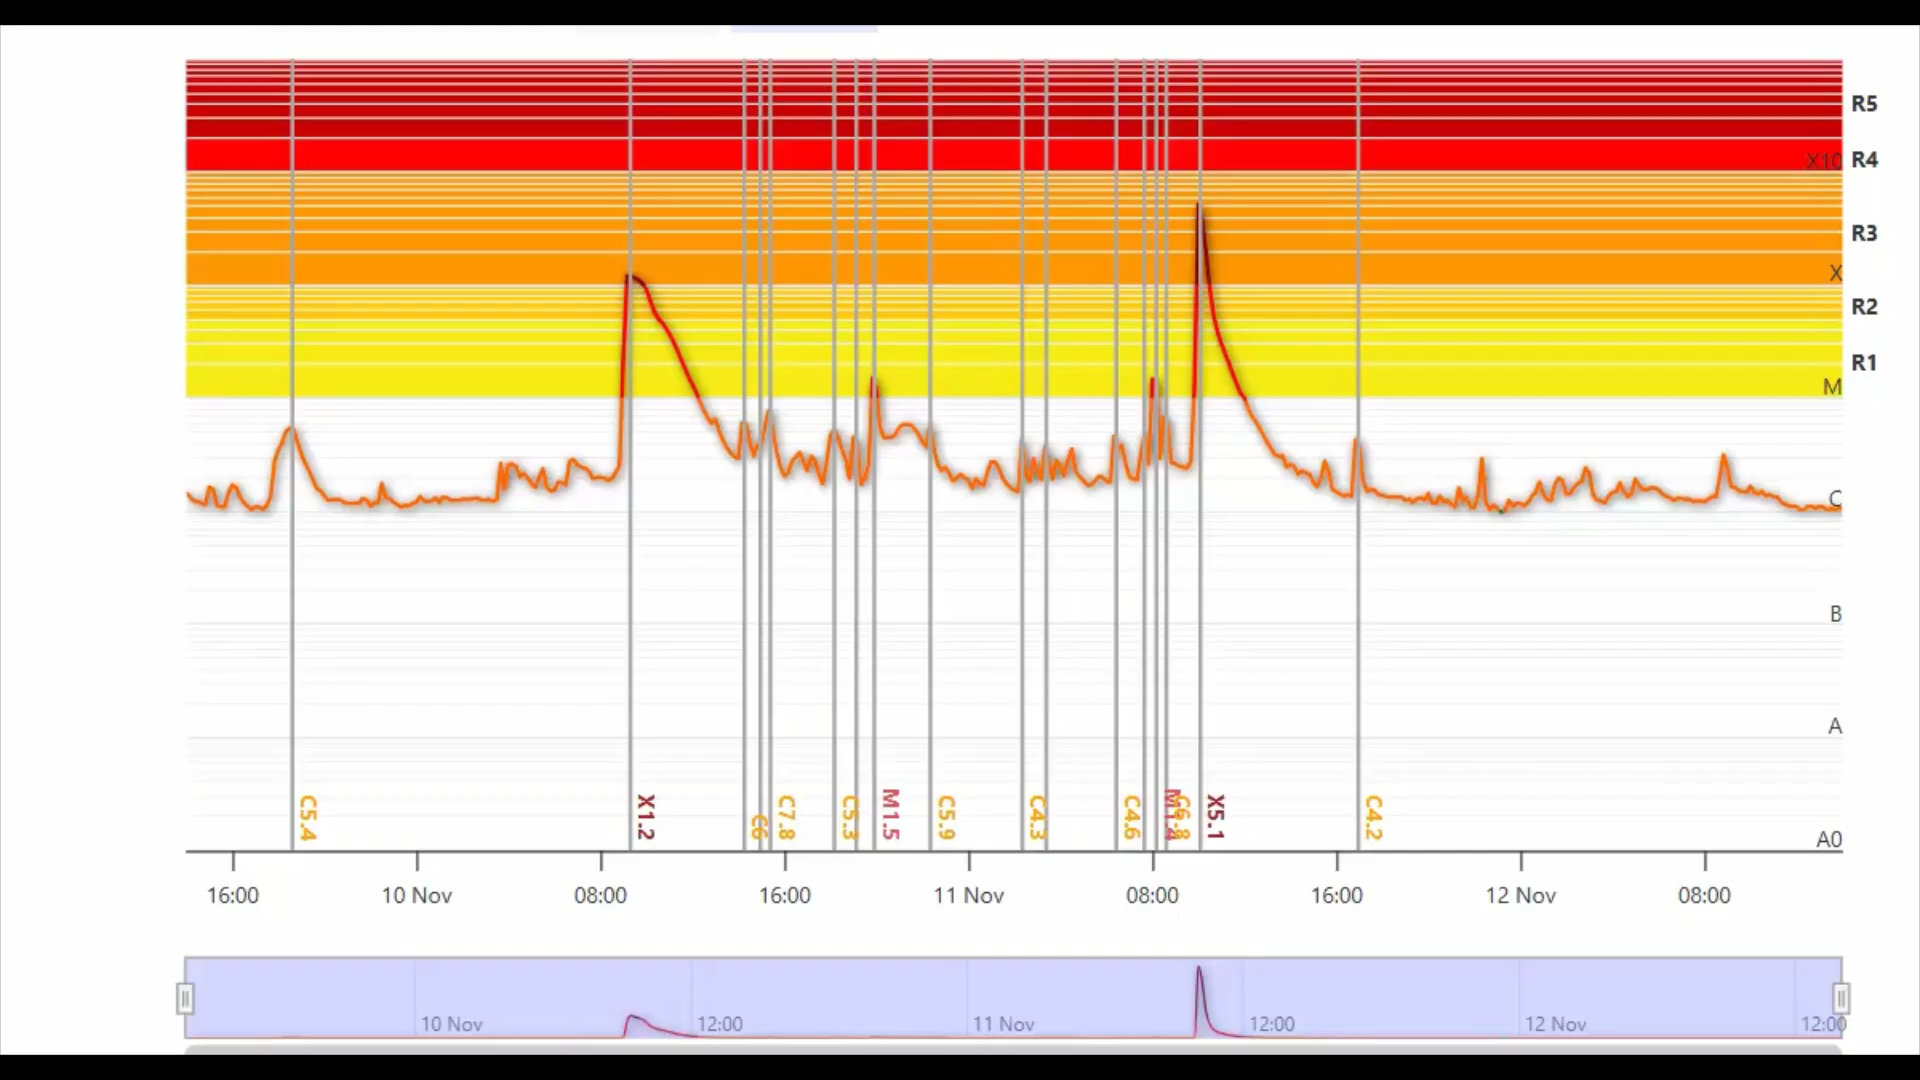 R5
X10 R4
R3
X
R2
R1
M
C
B
A
A0
C5.4
X1.2
C6
C7.8
C5.3
M1.5
C5.9
C4.3
C4.6
M1.4
C6.8
X5.1
C4.2
16:00 10 Nov 08:00 16:00 11 Nov 08:00 16:00 12 Nov 08:00
10 Nov 12:00 11 Nov 12:00 12 Nov 12:00